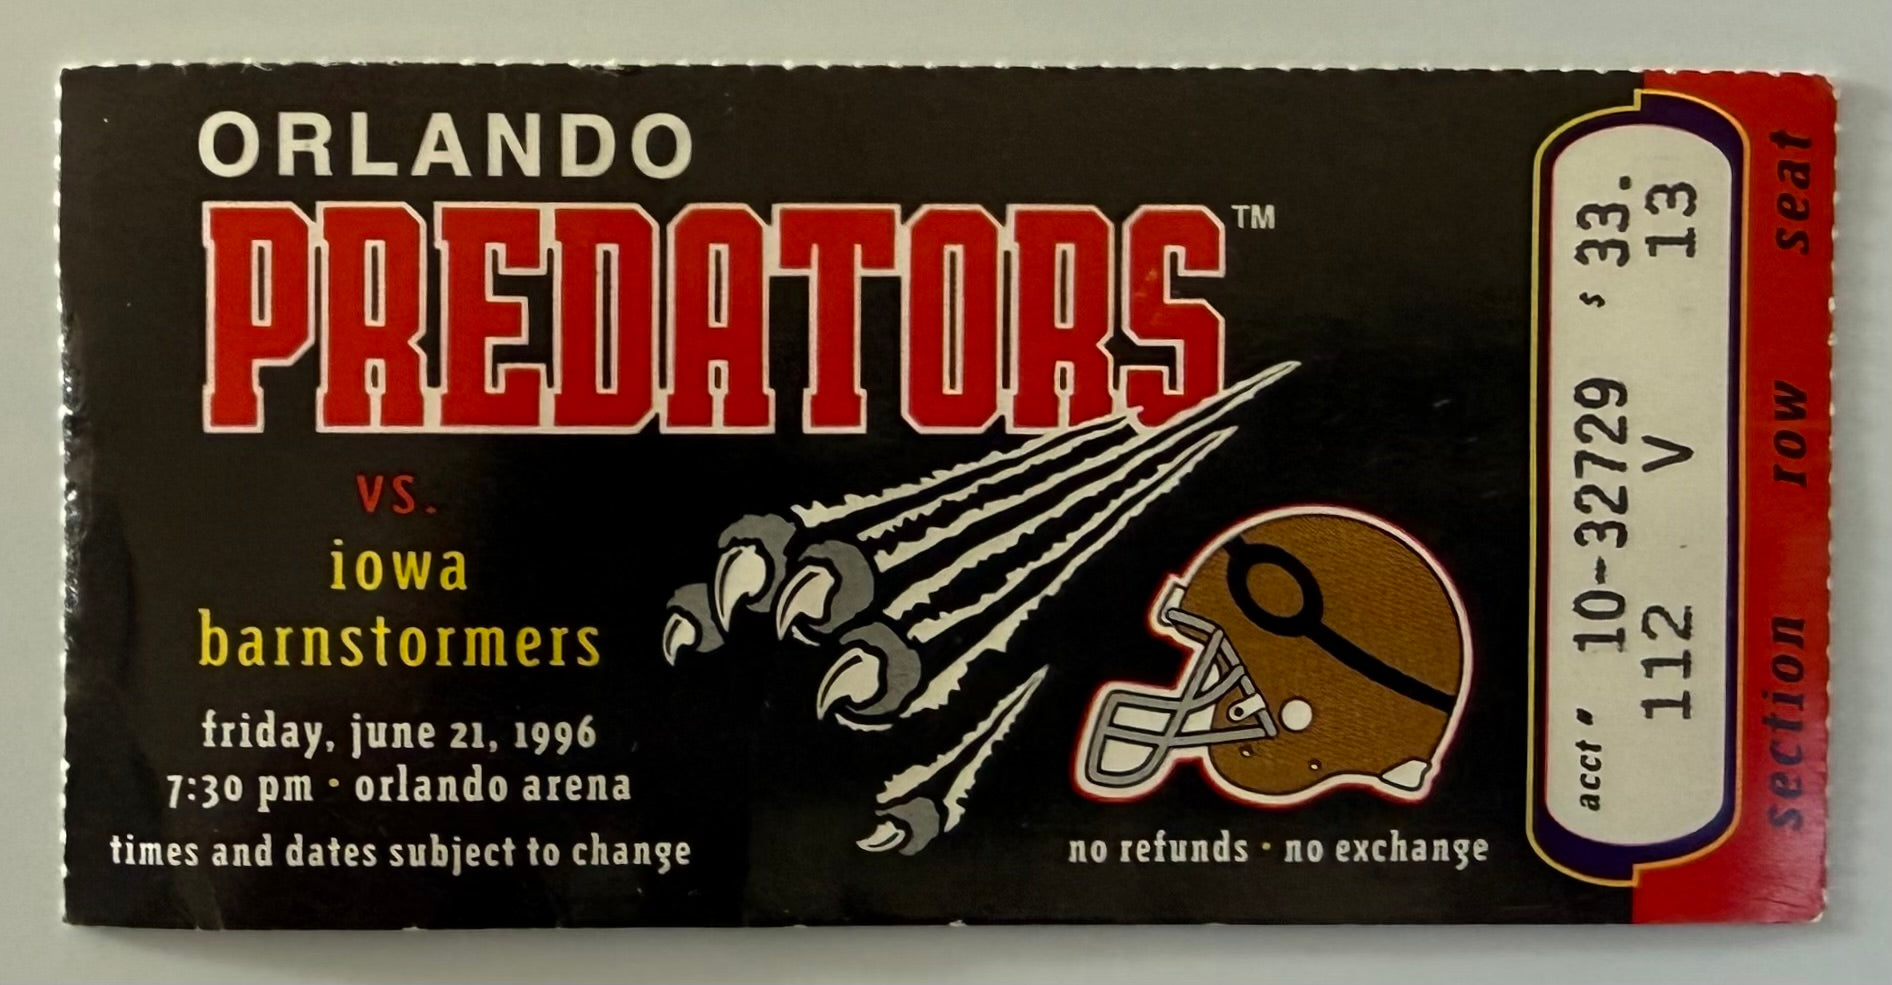 ORLANDO
PREDATORS™
vs.
iowa
barnstormers
friday, june 21, 1996
7:30 pm · orlando arena
times and dates subject to change
no refunds · no exchange
acct # 10-32729 $ 33.
112 V 13
section row seat